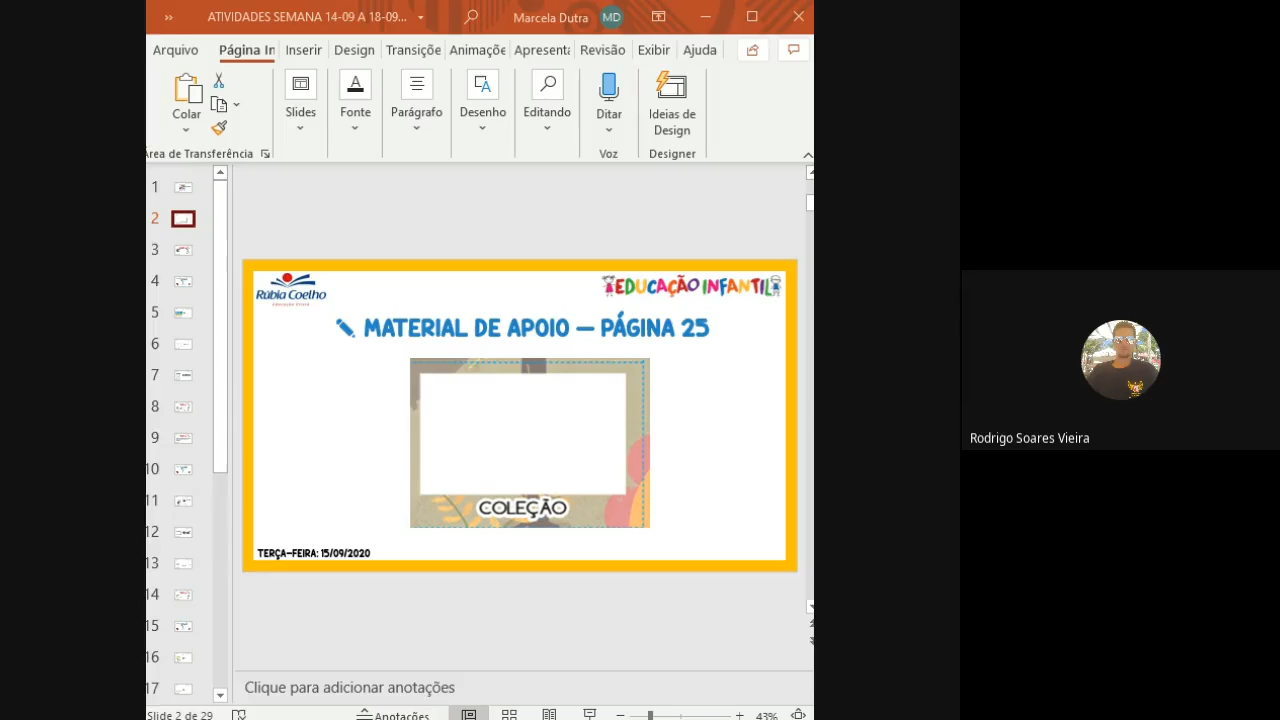 ATIVIDADES SEMANA 14-09 A 18-09...
Marcela Dutra
MD
Arquivo
Página In
Inserir
Design
Transiçõe
Animaçõe
Apresenta
Revisão
Exibir
Ajuda
Colar
Slides
Fonte
Parágrafo
Desenho
Editando
Ditar
Ideias de
Design
Área de Transferência
Voz
Designer
1
2
3
4
5
6
7
8
9
10
11
12
13
14
15
16
17
Rúbia Coelho
EDUCAÇÃO INFANTIL
MATERIAL DE APOIO – PÁGINA 25
COLEÇÃO
TERÇA-FEIRA: 15/09/2020
Rodrigo Soares Vieira
Clique para adicionar anotações
Slide 2 de 29
Anotações
43%